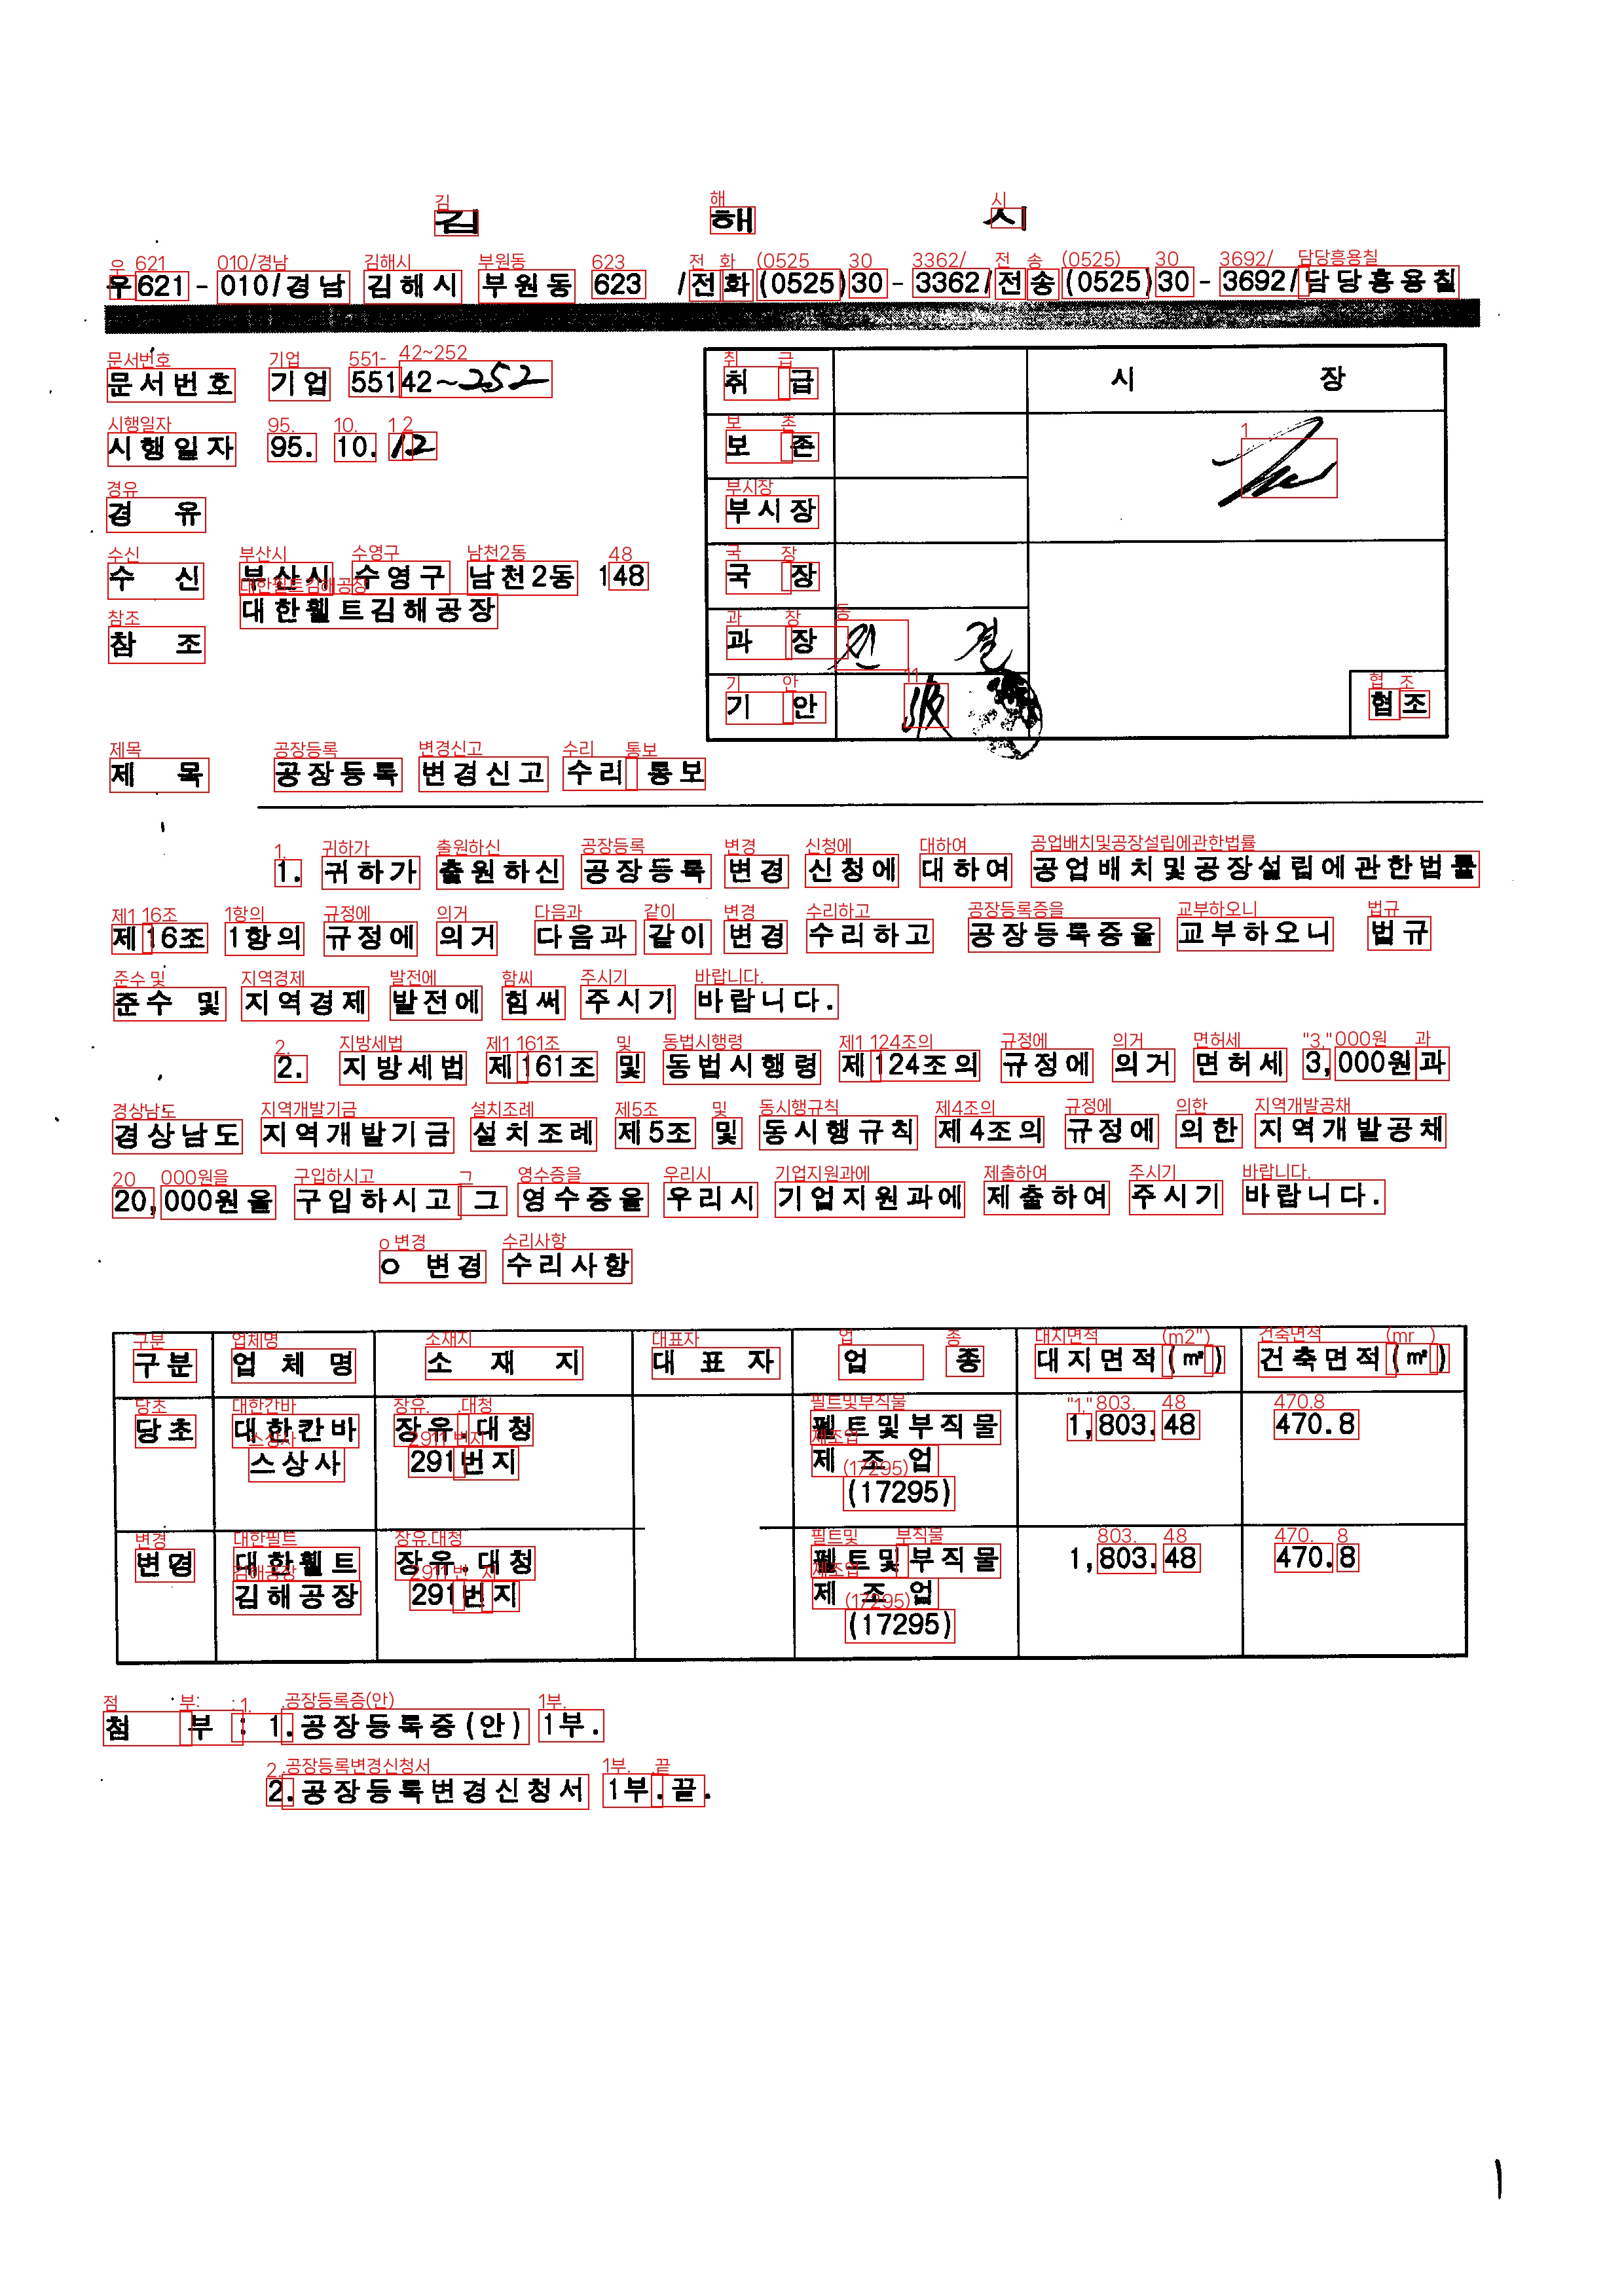 김 해 시
우621-010/경남 김해시 부원동 623 /전화(0525)30-3362/전송(0525)30-3692/담당홍용칠
문서번호 기업 55142~252
시행일자 95. 10. 12
경 유
수 신 부산시 수영구 남천2동 148
대한휄트김해공장
참 조
취 급
시 장
보 존
부시장
국 장
과 장 전결
기 안
협조
제 목 공장등록 변경신고 수리 통보
1. 귀하가 출원하신 공장등록 변경 신청에 대하여 공업배치및공장설립에관한법률
제16조 1항의 규정에 의거 다음과 같이 변경 수리하고 공장등록증을 교부하오니 법규
준수 및 지역경제 발전에 힘써 주시기 바랍니다.
2. 지방세법 제161조 및 동법시행령 제124조의 규정에 의거 면허세 3,000원과
경상남도 지역개발기금 설치조례 제5조 및 동시행규칙 제4조의 규정에 의한 지역개발공채
20,000원을 구입하시고 그 영수증을 우리시 기업지원과에 제출하여 주시기 바랍니다.
o 변경 수리사항
구분 업체명 소재지 대표자 업 종 대지면적(㎡) 건축면적(㎡)
당초 대한칸바 장유.대청 펠트및부직물 1,803.48 470.8
스상사 291번지 제조업
(17295)
변경 대한휄트 장유.대청 펠트및부직물 1,803.48 470.8
김해공장 291번지 제조업
(17295)
첨 부 : 1.공장등록증(안) 1부.
2.공장등록변경신청서 1부.끝.